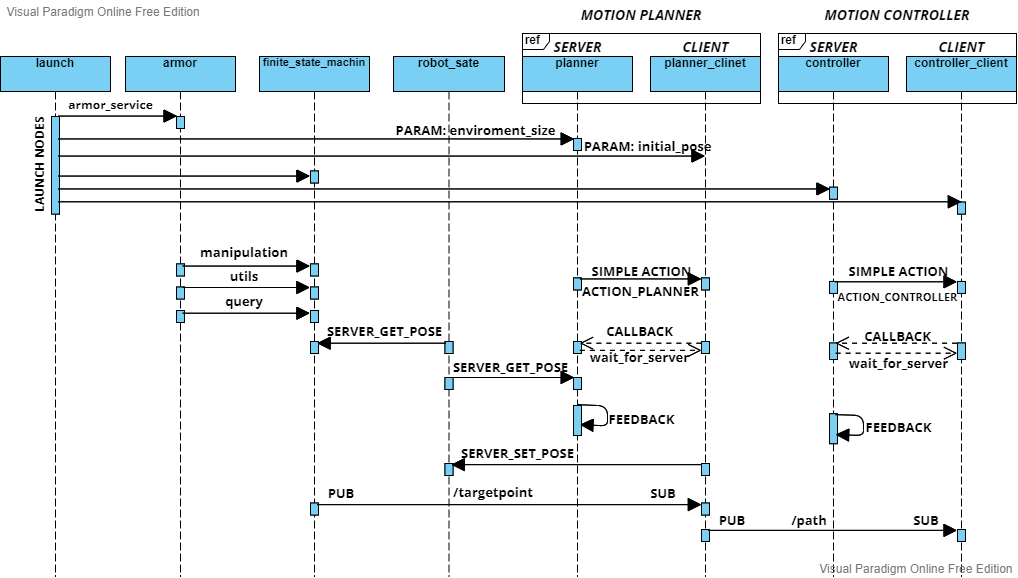 Visual Paradigm Online Free Edition
MOTION PLANNER
MOTION CONTROLLER
ref
SERVER
CLIENT
ref
SERVER
CLIENT
launch
armor
finite_state_machin
robot_sate
planner
planner_clinet
controller
controller_client
armor_service
LAUNCH NODES
PARAM: enviroment_size
PARAM: initial_pose
manipulation
utils
query
SIMPLE ACTION
ACTION_PLANNER
SIMPLE ACTION
ACTION_CONTROLLER
SERVER_GET_POSE
CALLBACK
wait_for_server
CALLBACK
wait_for_server
SERVER_GET_POSE
FEEDBACK
FEEDBACK
SERVER_SET_POSE
PUB /targetpoint SUB
PUB /path SUB
Visual Paradigm Online Free Edition